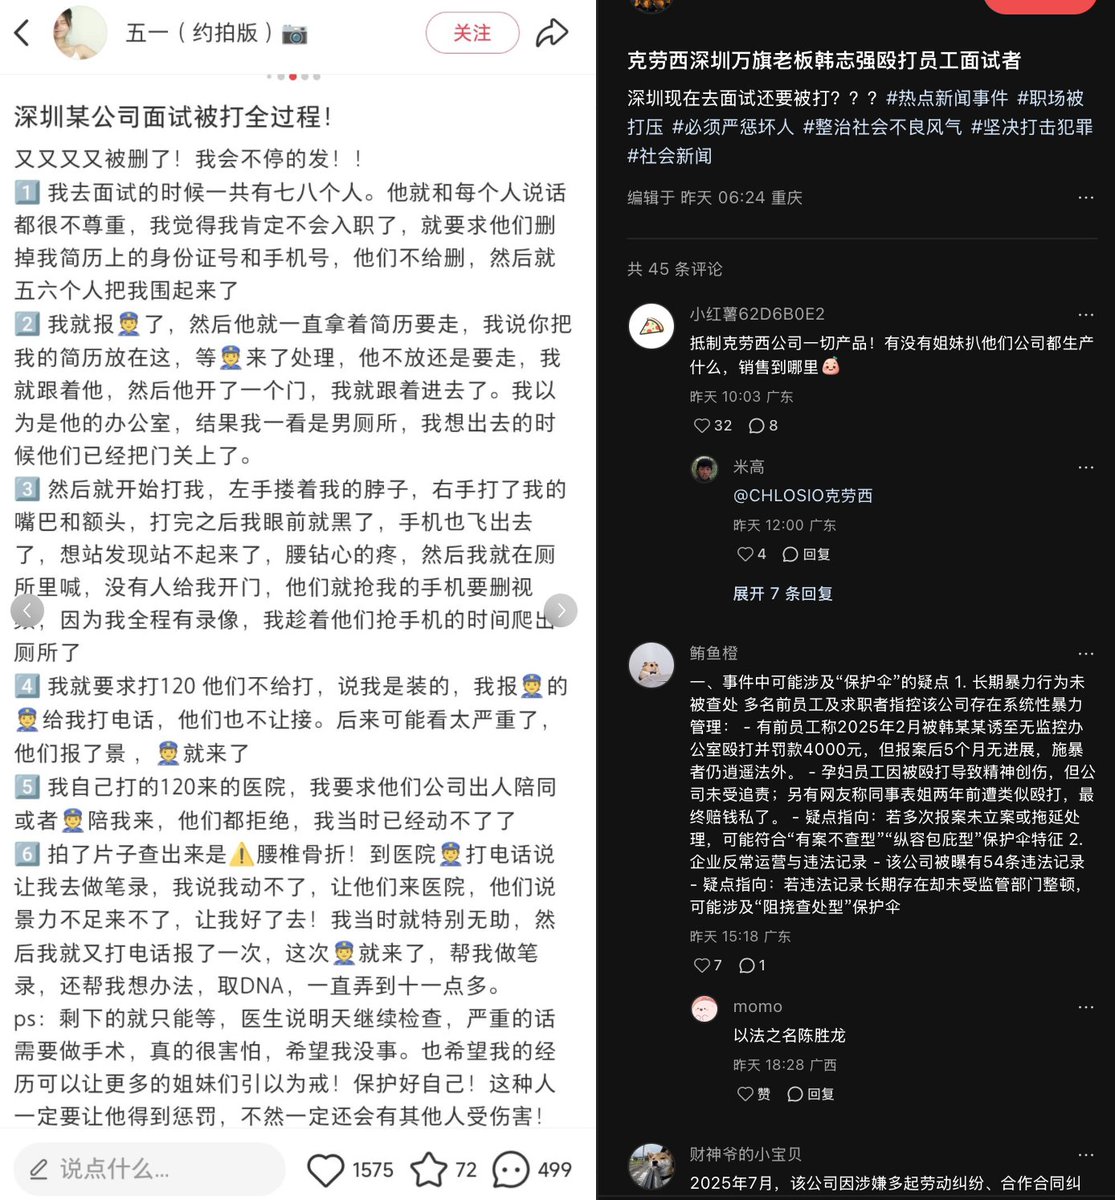 五一（约拍版）📷
关注
深圳某公司面试被打全过程！
又又又又被删了！我会不停的发！！
1️⃣ 我去面试的时候一共有七八个人。他就和每个人说话
都很不尊重，我觉得我肯定不会入职了，就要求他们删
掉我简历上的身份证号和手机号，他们不给删，然后就
五六个人把我围起来了
2️⃣ 我就报👮了，然后他就一直拿着简历要走，我说你把
我的简历放在这，等👮来了处理，他不放还是要走，我
就跟着他，然后他开了一个门，我就跟着进去了。我以
为是他的办公室，结果我一看是男厕所，我想出去的时
候他们已经把门关上了。
3️⃣ 然后就开始打我，左手搂着我的脖子，右手打了我的
嘴巴和额头，打完之后我眼前就黑了，手机也飞出去
了，想站发现站不起来了，腰钻心的疼，然后我就在厕
所里喊，没有人给我开门，他们就抢我的手机要删视
，因为我全程有录像，我趁着他们抢手机的时间爬出
厕所了
4️⃣ 我就要求打120 他们不给打，说我是装的，我报👮的
👮给我打电话，他们也不让接。后来可能看太严重了，
他们报了景 ，👮就来了
5️⃣ 我自己打的120来的医院，我要求他们公司出人陪同
或者👮陪我来，他们都拒绝，我当时已经动不了了
6️⃣ 拍了片子查出来是⚠️腰椎骨折！到医院👮打电话说
让我去做笔录，我说我动不了，让他们来医院，他们说
景力不足来不了，让我好了去！我当时就特别无助，然
后我就又打电话报了一次，这次👮就来了，帮我做笔
录，还帮我想办法，取DNA，一直弄到十一点多。
ps：剩下的就只能等，医生说明天继续检查，严重的话
需要做手术，真的很害怕，希望我没事。也希望我的经
历可以让更多的姐妹们引以为戒！保护好自己！这种人
一定要让他得到惩罚，不然一定还会有其他人受伤害！
说点什么...
1575
72
499
克劳西深圳万旗老板韩志强殴打员工面试者
深圳现在去面试还要被打？？？#热点新闻事件 #职场被
打压 #必须严惩坏人 #整治社会不良风气 #坚决打击犯罪
#社会新闻
编辑于 昨天 06:24 重庆
共 45 条评论
小红薯62D6B0E2
抵制克劳西公司一切产品！有没有姐妹扒他们公司都生产
什么，销售到哪里
昨天 10:03 广东
32
8
米高
@CHLOSIO克劳西
昨天 12:00 广东
4
回复
展开 7 条回复
鲔鱼橙
一、事件中可能涉及“保护伞”的疑点 1. 长期暴力行为未
被查处 多名前员工及求职者指控该公司存在系统性暴力
管理： - 有前员工称2025年2月被韩某某诱至无监控办
公室殴打并罚款4000元，但报案后5个月无进展，施暴
者仍逍遥法外。 - 孕妇员工因被殴打导致精神创伤，但公
司未受追责；另有网友称同事表姐两年前遭类似殴打，最
终赔钱私了。 - 疑点指向：若多次报案未立案或拖延处
理，可能符合“有案不查型”“纵容包庇型”保护伞特征 2.
企业反常运营与违法记录 - 该公司被曝有54条违法记录
- 疑点指向：若违法记录长期存在却未受监管部门整顿，
可能涉及“阻挠查处型”保护伞
昨天 15:18 广东
7
1
momo
以法之名陈胜龙
昨天 18:28 广西
赞
回复
财神爷的小宝贝
2025年7月，该公司因涉嫌多起劳动纠纷、合作合同纠